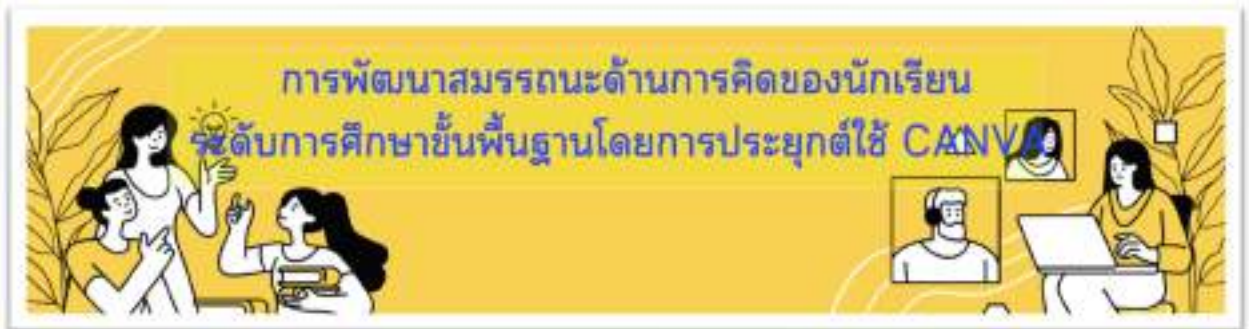 การพัฒนาสมรรถนะด้านการคิดของนักเรียน
ระดับการศึกษาขั้นพื้นฐานโดยการประยุกต์ใช้ CANVA